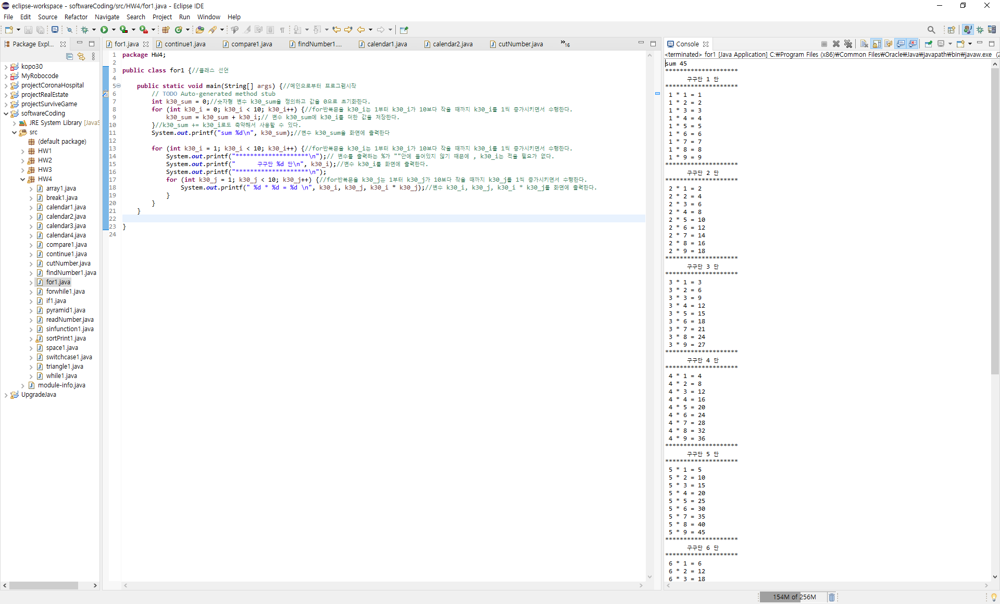 eclipse-workspace - softwareCoding/src/HW4/for1.java - Eclipse IDE
File Edit Source Refactor Navigate Search Project Run Window Help
Package Expl...
kopo30
MyRobocode
projectCoronaHospital
projectRealEstate
projectSurviveGame
softwareCoding
JRE System Library [JavaS
src
(default package)
HW1
HW2
HW3
HW4
array1.java
break1.java
calendar1.java
calendar2.java
calendar3.java
calendar4.java
compare1.java
continue1.java
cutNumber.java
findNumber1.java
for1.java
forwhile1.java
if1.java
pyramid1.java
readNumber.java
sinfunction1.java
sortPrint1.java
space1.java
switchcase1.java
triangle1.java
while1.java
module-info.java
UpgradeJava
for1.java continue1.java compare1.java findNumber1.... calendar1.java calendar2.java cutNumber.java »16
1 package HW4;
2
3 public class for1 {//클래스 선언
4
5 public static void main(String[] args) {//메인으로부터 프로그램시작
6 // TODO Auto-generated method stub
7 int k30_sum = 0;//숫자형 변수 k30_sum을 정의하고 값을 0으로 초기화한다.
8 for (int k30_i = 0; k30_i < 10; k30_i++) {//for반복문을 k30_i는 1부터 k30_i가 10보다 작을 때까지 k30_i를 1씩 증가시키면서 수행한다.
9 k30_sum = k30_sum + k30_i;// 변수 k30_sum에 k30_i를 더한 값을 저장한다.
10 }//k30_sum += k30_i로도 축약해서 사용할 수 있다.
11 System.out.printf("sum %d\n", k30_sum);//변수 k30_sum을 화면에 출력한다
12
13 for (int k30_i = 1; k30_i < 10; k30_i++) {//for반복문을 k30_i는 1부터 k30_i가 10보다 작을 때까지 k30_i를 1씩 증가시키면서 수행한다.
14 System.out.printf("********************\n");// 변수를 출력하는 %가 ""안에 들어있지 않기 때문에 , k30_i는 적을 필요가 없다.
15 System.out.printf("      구구단 %d 단\n", k30_i);//변수 k30_i를 화면에 출력한다.
16 System.out.printf("********************\n");
17 for (int k30_j = 1; k30_j < 10; k30_j++) {//for반복문을 k30_j는 1부터 k30_j가 10보다 작을 때까지 k30_j를 1씩 증가시키면서 수행한다.
18 System.out.printf(" %d * %d = %d \n", k30_i, k30_j, k30_i * k30_j);//변수 k30_i, k30_j, k30_i * k30_j를 화면에 출력한다.
19 }
20 }
21 }
22
23 }
24
Console
<terminated> for1 [Java Application] C:₩Program Files (x86)₩Common Files₩Oracle₩Java₩javapath₩bin₩javaw.exe (2
sum 45
********************
구구단 1 단
********************
1 * 1 = 1
1 * 2 = 2
1 * 3 = 3
1 * 4 = 4
1 * 5 = 5
1 * 6 = 6
1 * 7 = 7
1 * 8 = 8
1 * 9 = 9
********************
구구단 2 단
********************
2 * 1 = 2
2 * 2 = 4
2 * 3 = 6
2 * 4 = 8
2 * 5 = 10
2 * 6 = 12
2 * 7 = 14
2 * 8 = 16
2 * 9 = 18
********************
구구단 3 단
********************
3 * 1 = 3
3 * 2 = 6
3 * 3 = 9
3 * 4 = 12
3 * 5 = 15
3 * 6 = 18
3 * 7 = 21
3 * 8 = 24
3 * 9 = 27
********************
구구단 4 단
********************
4 * 1 = 4
4 * 2 = 8
4 * 3 = 12
4 * 4 = 16
4 * 5 = 20
4 * 6 = 24
4 * 7 = 28
4 * 8 = 32
4 * 9 = 36
********************
구구단 5 단
********************
5 * 1 = 5
5 * 2 = 10
5 * 3 = 15
5 * 4 = 20
5 * 5 = 25
5 * 6 = 30
5 * 7 = 35
5 * 8 = 40
5 * 9 = 45
********************
구구단 6 단
********************
6 * 1 = 6
6 * 2 = 12
6 * 3 = 18
154M of 256M